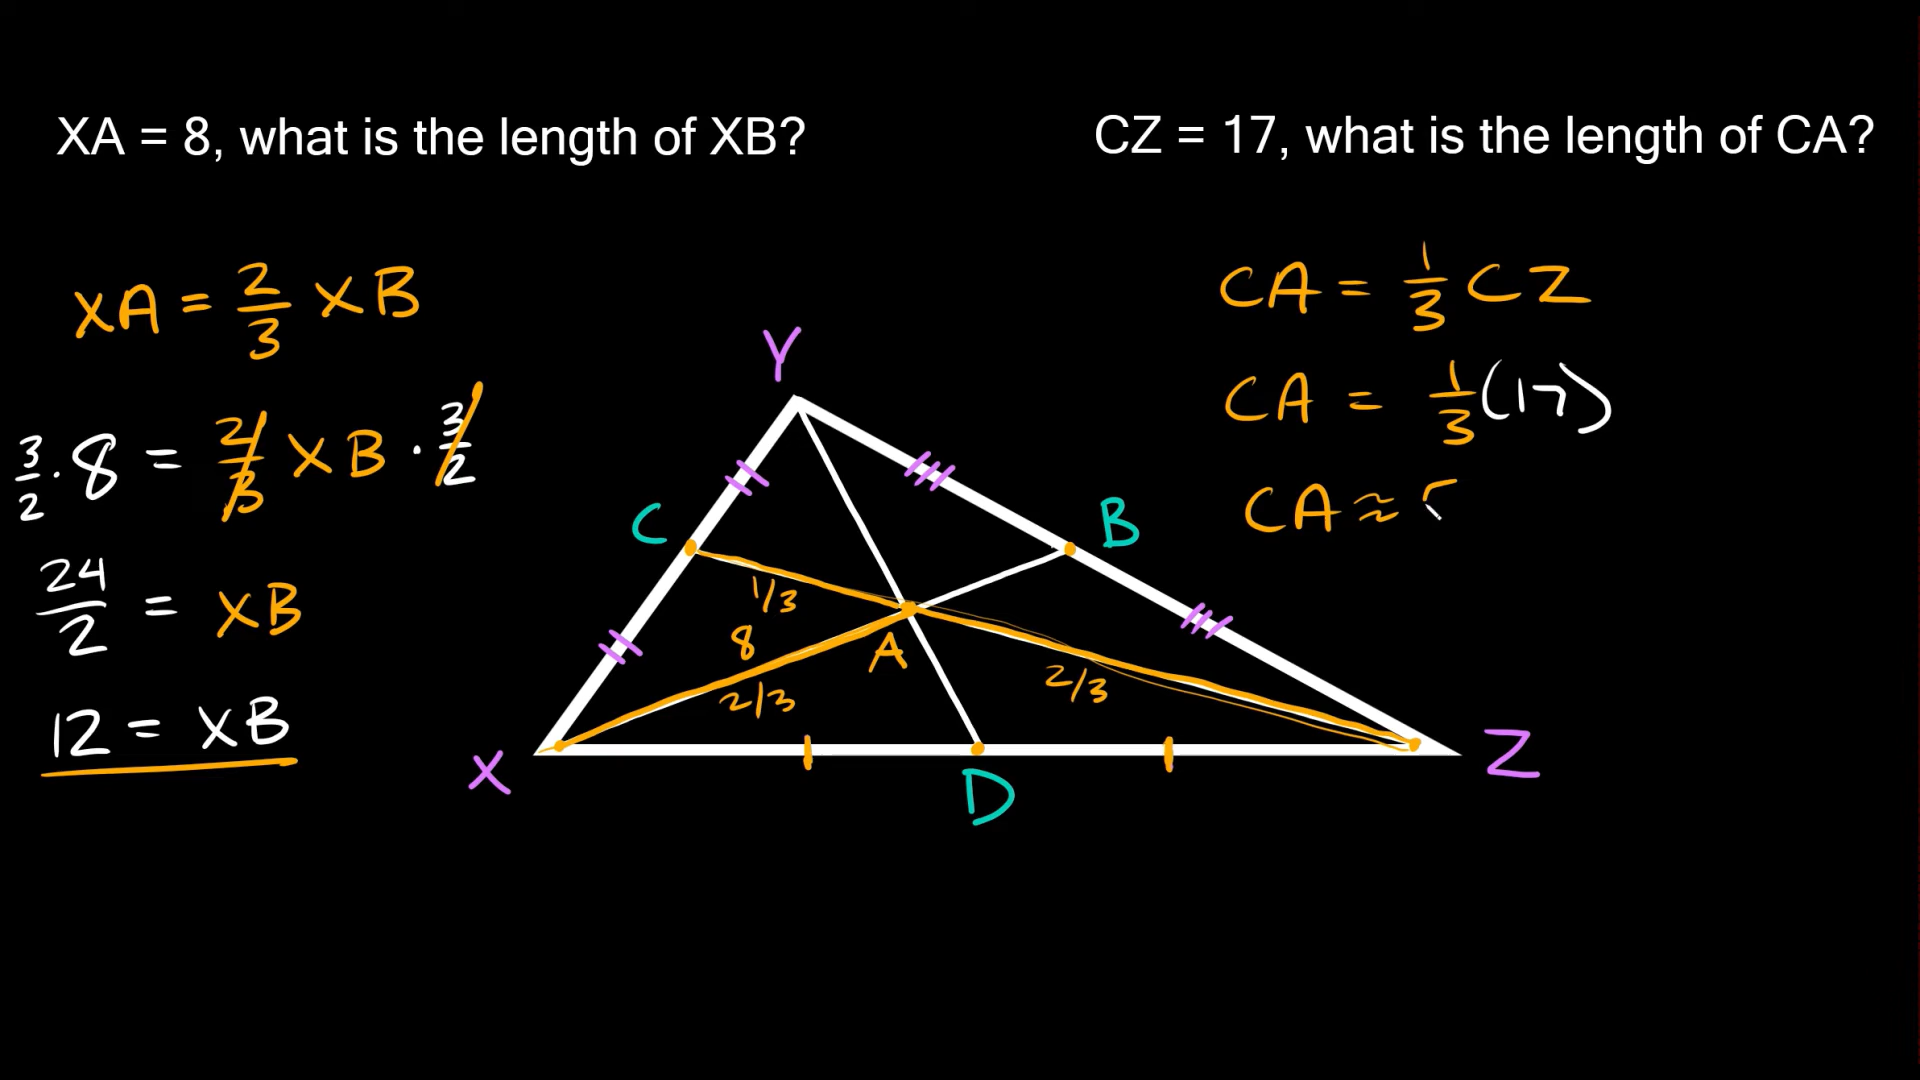 XA = 8, what is the length of XB?
CZ = 17, what is the length of CA?
XA = 2/3 XB
3/2 · 8 = 2/3 XB · 3/2
24/2 = XB
12 = XB
CA = 1/3 CZ
CA = 1/3 (17)
CA ≈
Y
C
B
1/3
8
A
2/3
2/3
X
D
Z